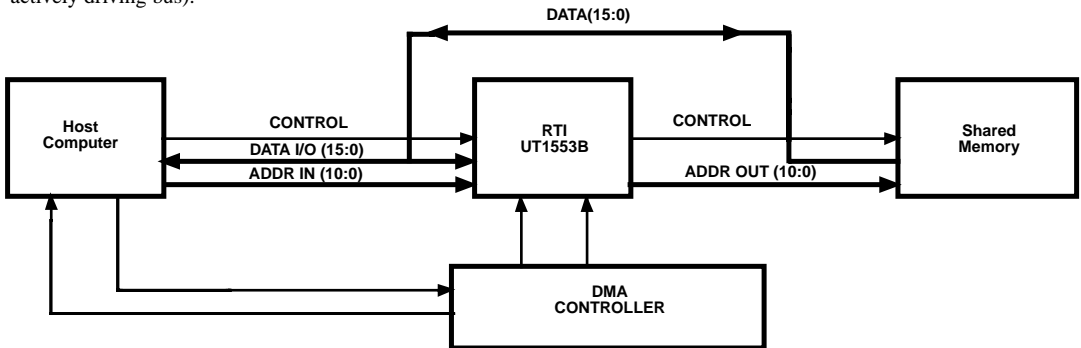 actively driving bus).
DATA(15:0)
Host
Computer
CONTROL
DATA I/O (15:0)
ADDR IN (10:0)
RTI
UT1553B
CONTROL
ADDR OUT (10:0)
Shared
Memory
DMA
CONTROLLER